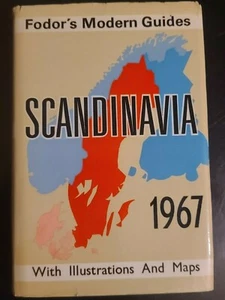 Fodor's Modern Guides
SCANDINAVIA
1967
With Illustrations And Maps